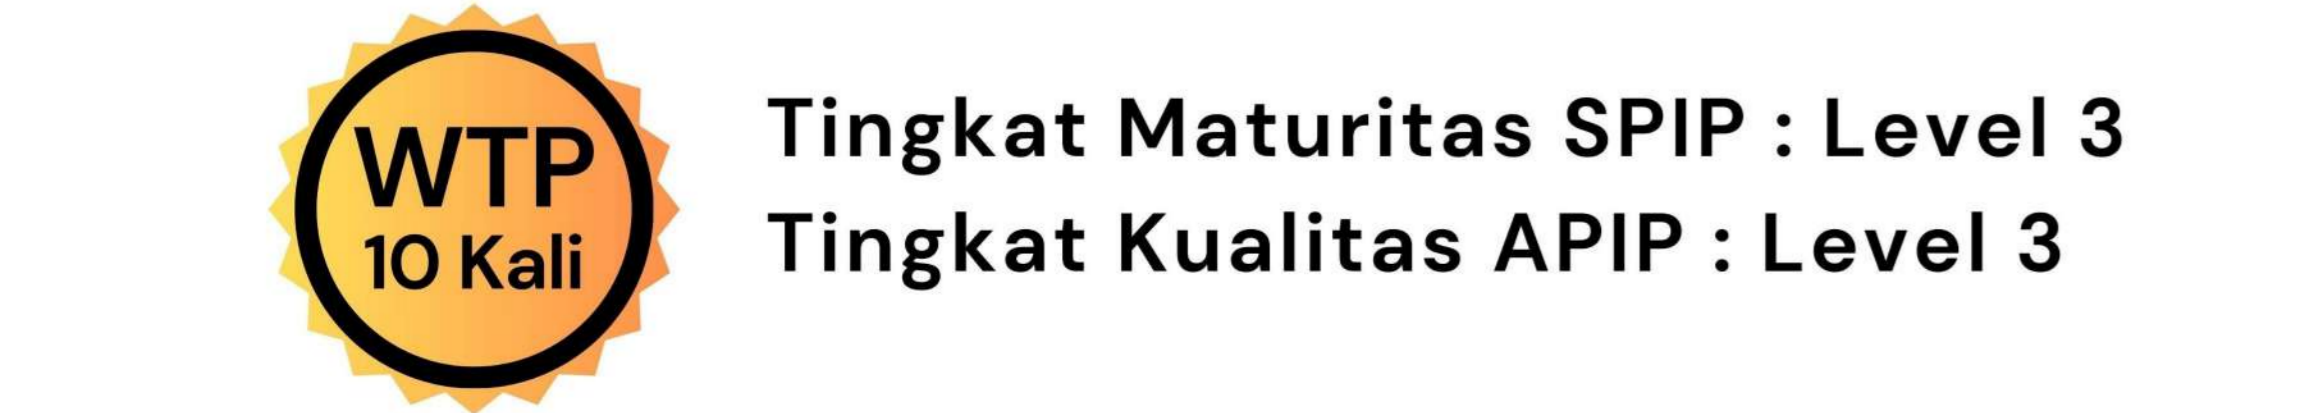 WTP
10 Kali
Tingkat Maturitas SPIP : Level 3
Tingkat Kualitas APIP : Level 3